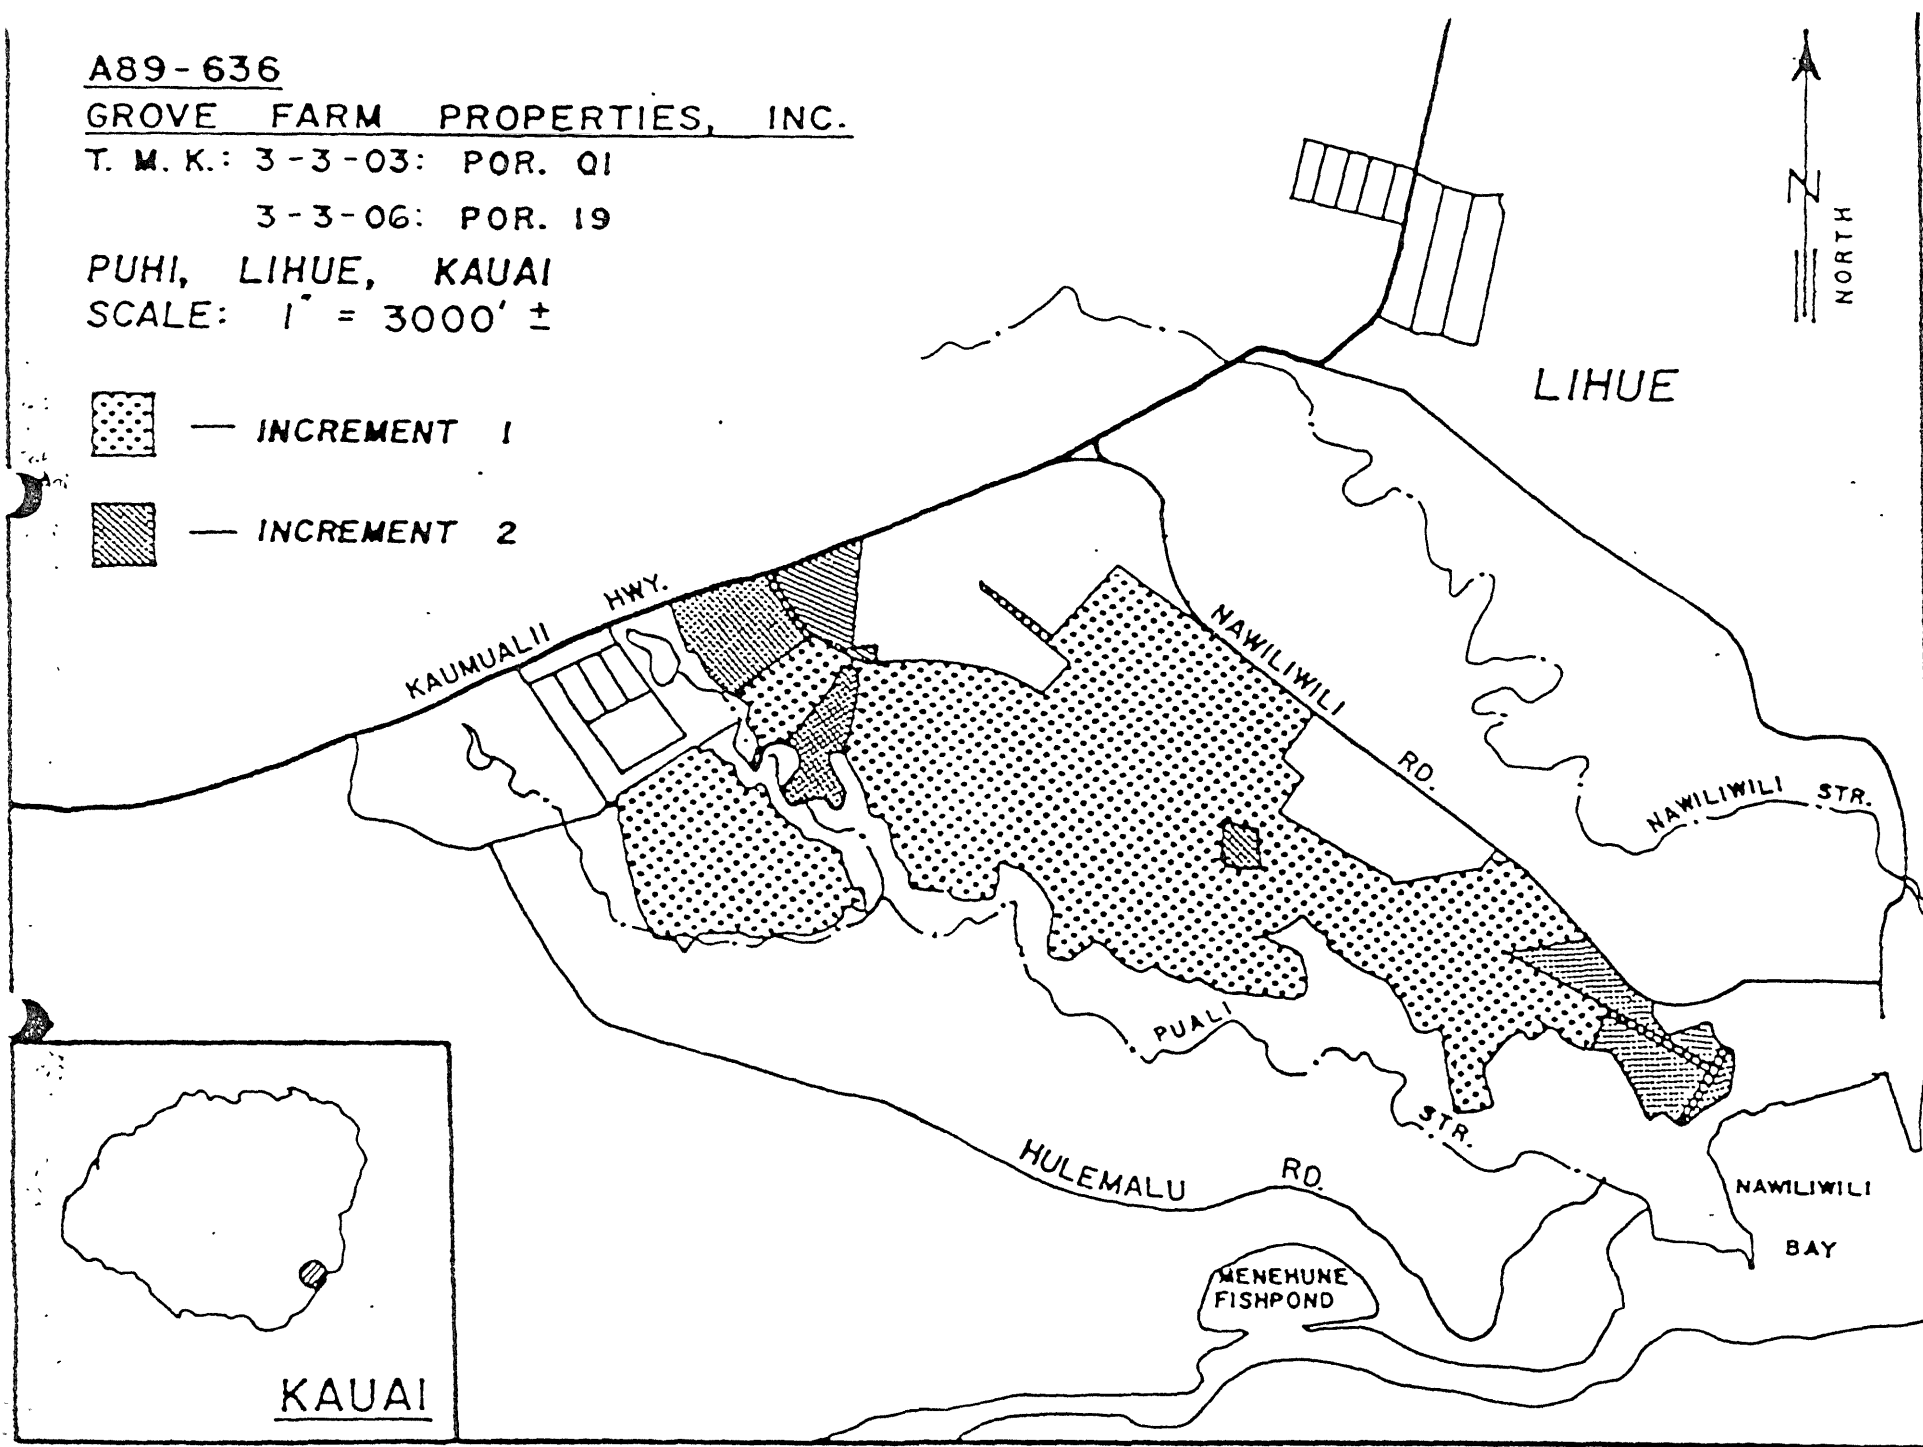 A89-636
GROVE FARM PROPERTIES, INC.
T. M. K.: 3-3-03: POR. 01
3-3-06: POR. 19
PUHI, LIHUE, KAUAI
SCALE: 1" = 3000' ±
— INCREMENT 1
— INCREMENT 2
N
NORTH
LIHUE
KAUMUALII HWY.
NAWILIWILI RD.
NAWILIWILI STR.
PUALI STR.
HULEMALU RD.
NAWILIWILI
BAY
MENEHUNE
FISHPOND
KAUAI